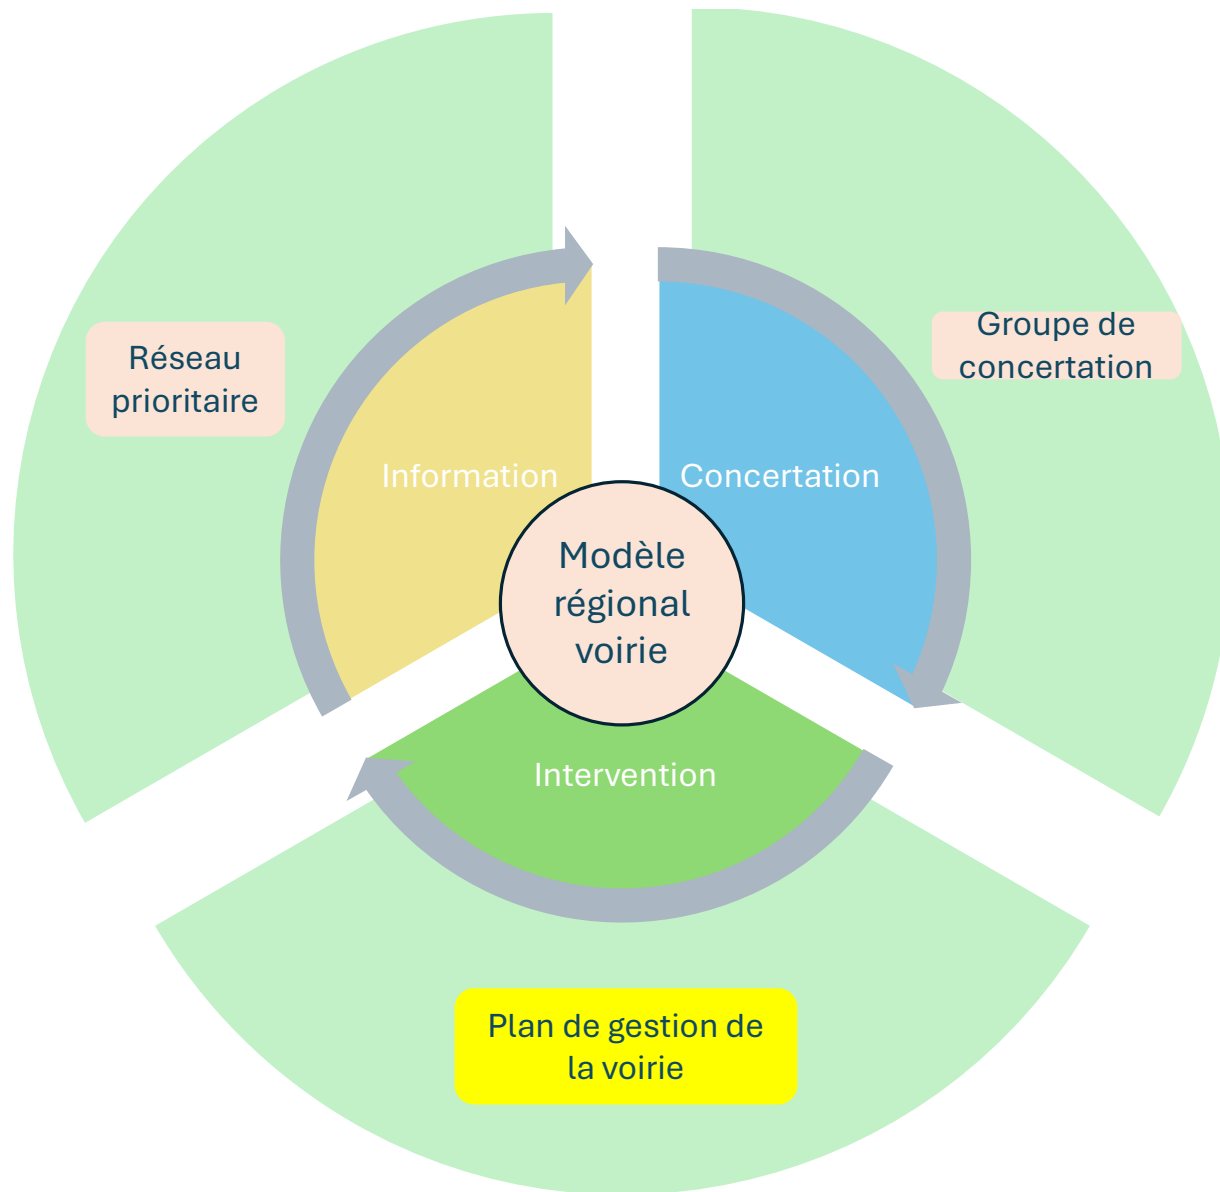 Groupe de
concertation
Réseau
prioritaire
Information
Concertation
Modèle
régional
voirie
Intervention
Plan de gestion de
la voirie